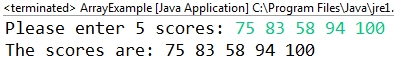 <terminated> ArrayExample [Java Application] C:\Program Files\Java\jre1.
Please enter 5 scores: 75 83 58 94 100
The scores are: 75 83 58 94 100